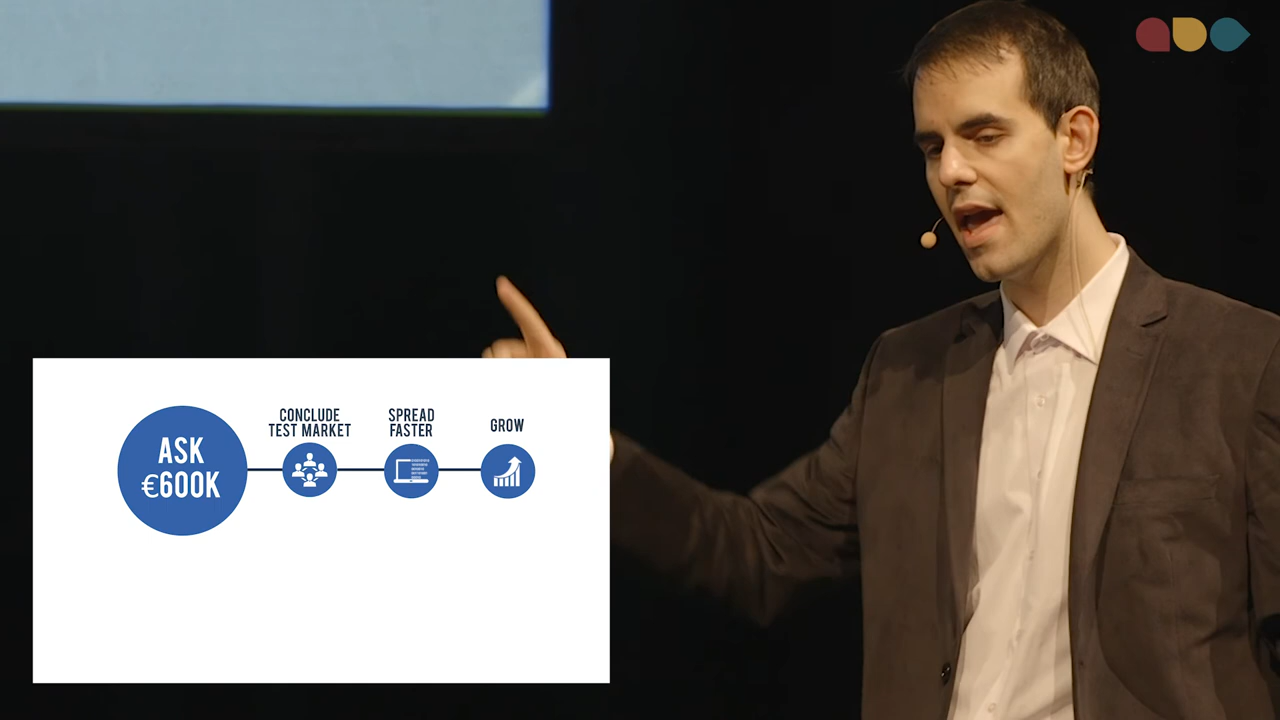 ASK
€600K
CONCLUDE
TEST MARKET
SPREAD
FASTER
GROW